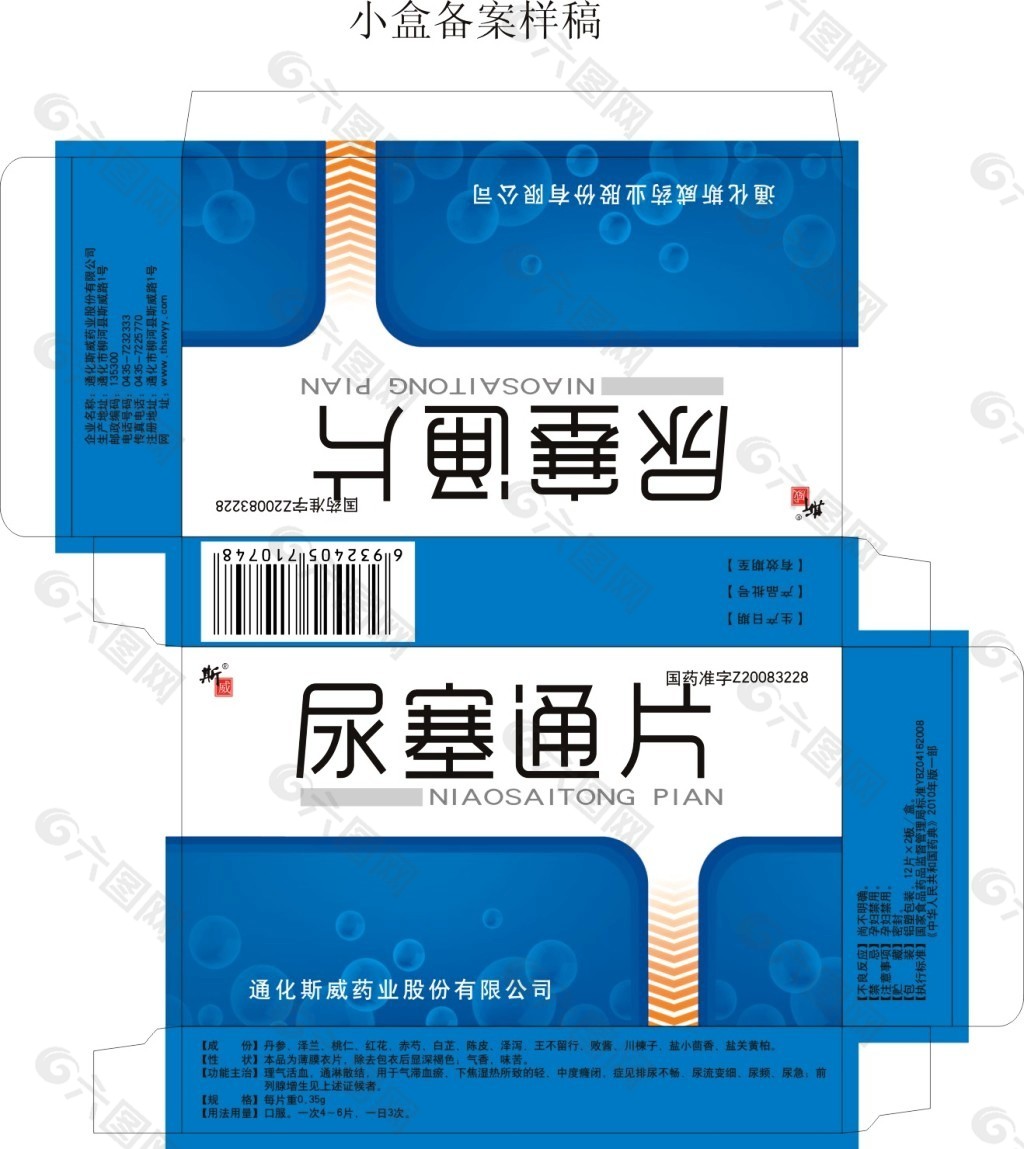 小盒备案样稿
通化斯威药业股份有限公司
企业名称：通化斯威药业股份有限公司
生产地址：通化市柳河县斯威路1号
邮政编码：135300
电话号码：0435-7232333
传真电话：0435-7225770
注册地址：通化市柳河县斯威路1号
网　　址：www.thswyy.com
NIAOSAITONG PIAN
尿塞通片
国药准字Z20083228
斯威®
6 932405 710748
【有效期至】
【产品批号】
【生产日期】
斯威®
国药准字Z20083228
尿塞通片
NIAOSAITONG PIAN
通化斯威药业股份有限公司
【不良反应】尚不明确。
【禁　　忌】孕妇禁用。
【注意事项】孕妇禁用。
【贮　　藏】密封。
【包　　装】铝塑包装，12片×2板/盒。
【执行标准】国家食品药品监督管理局标准YBZ04162008
《中华人民共和国药典》2010年版一部
【成　　份】丹参、泽兰、桃仁、红花、赤芍、白芷、陈皮、泽泻、王不留行、败酱、川楝子、盐小茴香、盐关黄柏。
【性　　状】本品为薄膜衣片，除去包衣后显深褐色；气香，味苦。
【功能主治】理气活血，通淋散结，用于气滞血瘀、下焦湿热所致的轻、中度癃闭，症见排尿不畅、尿流变细、尿频、尿急；前
列腺增生见上述证候者。
【规　　格】每片重0.35g
【用法用量】口服。一次4～6片，一日3次。
六图网